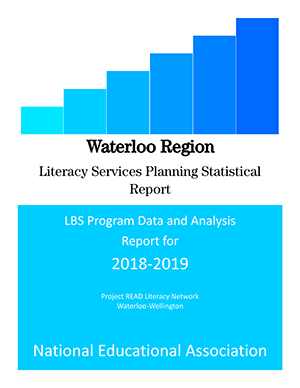 Waterloo Region
Literacy Services Planning Statistical
Report
LBS Program Data and Analysis
Report for
2018-2019
Project READ Literacy Network
Waterloo-Wellington
National Educational Association